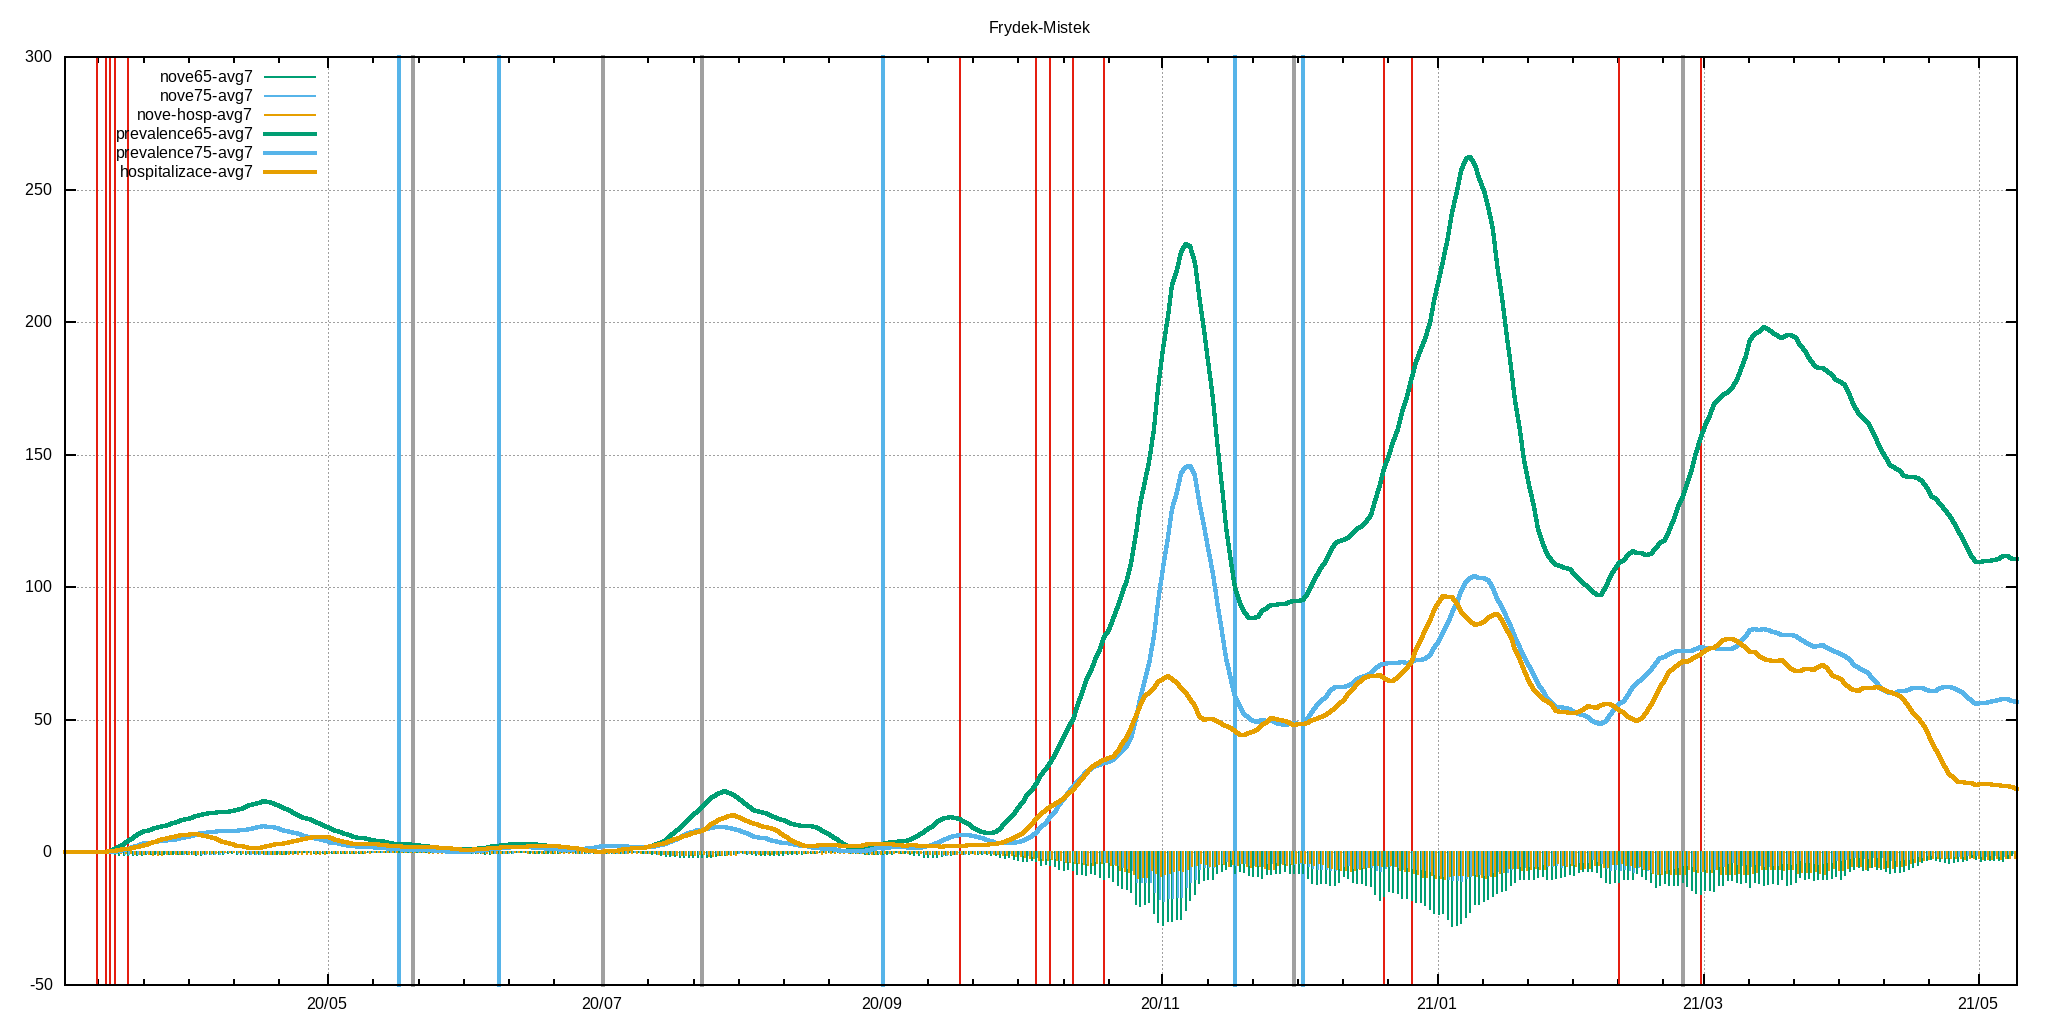 Frydek-Mistek
300
nove65-avg7
nove75-avg7
nove-hosp-avg7
prevalence65-avg7
prevalence75-avg7
hospitalizace-avg7
250
200
150
100
50
0
-50
20/05 20/07 20/09 20/11 21/01 21/03 21/05